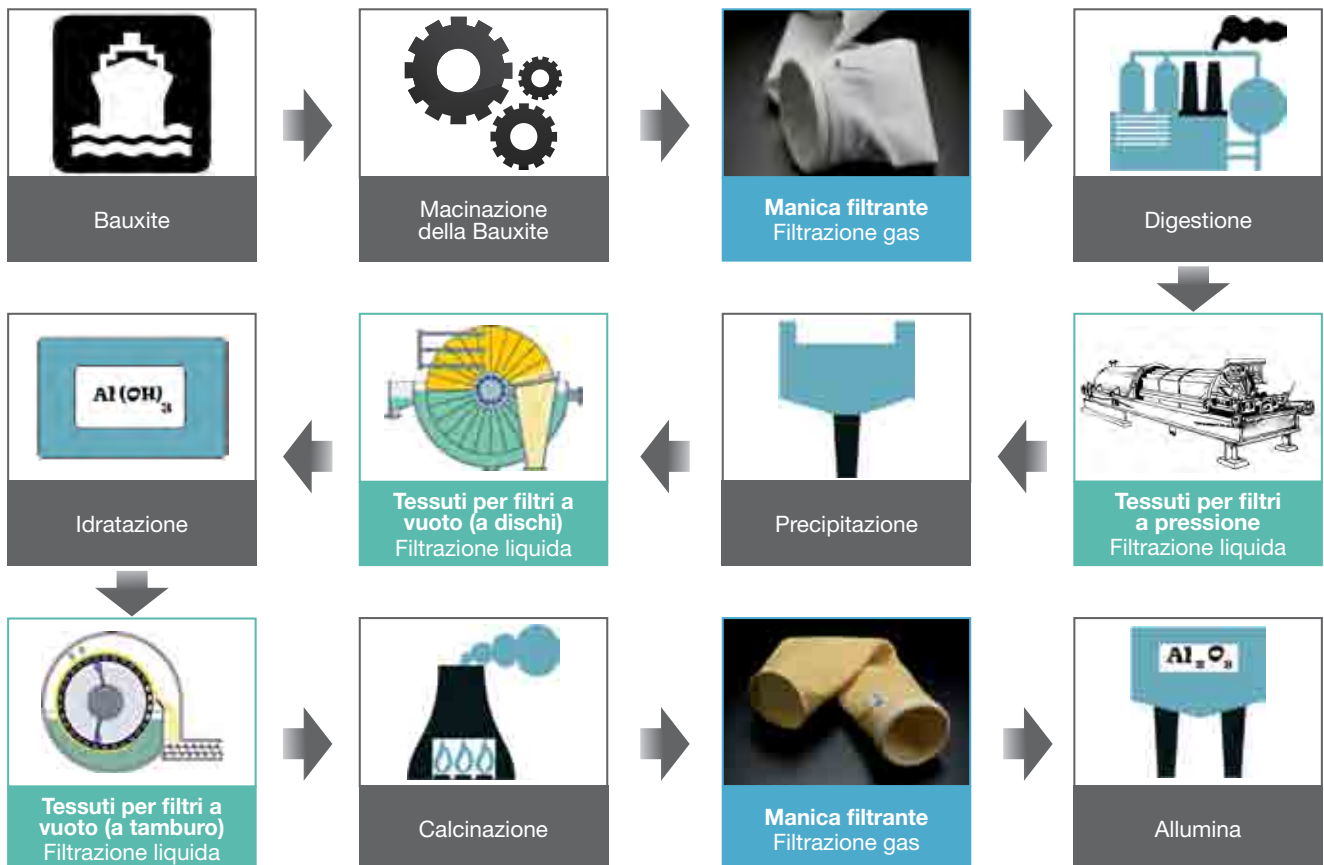 Bauxite
Macinazione
della Bauxite
Manica filtrante
Filtrazione gas
Digestione
Al (OH)
3
Idratazione
Tessuti per filtri a
vuoto (a dischi)
Filtrazione liquida
Precipitazione
Tessuti per filtri
a pressione
Filtrazione liquida
Tessuti per filtri a
vuoto (a tamburo)
Filtrazione liquida
Calcinazione
Manica filtrante
Filtrazione gas
Al₂O₃
Allumina